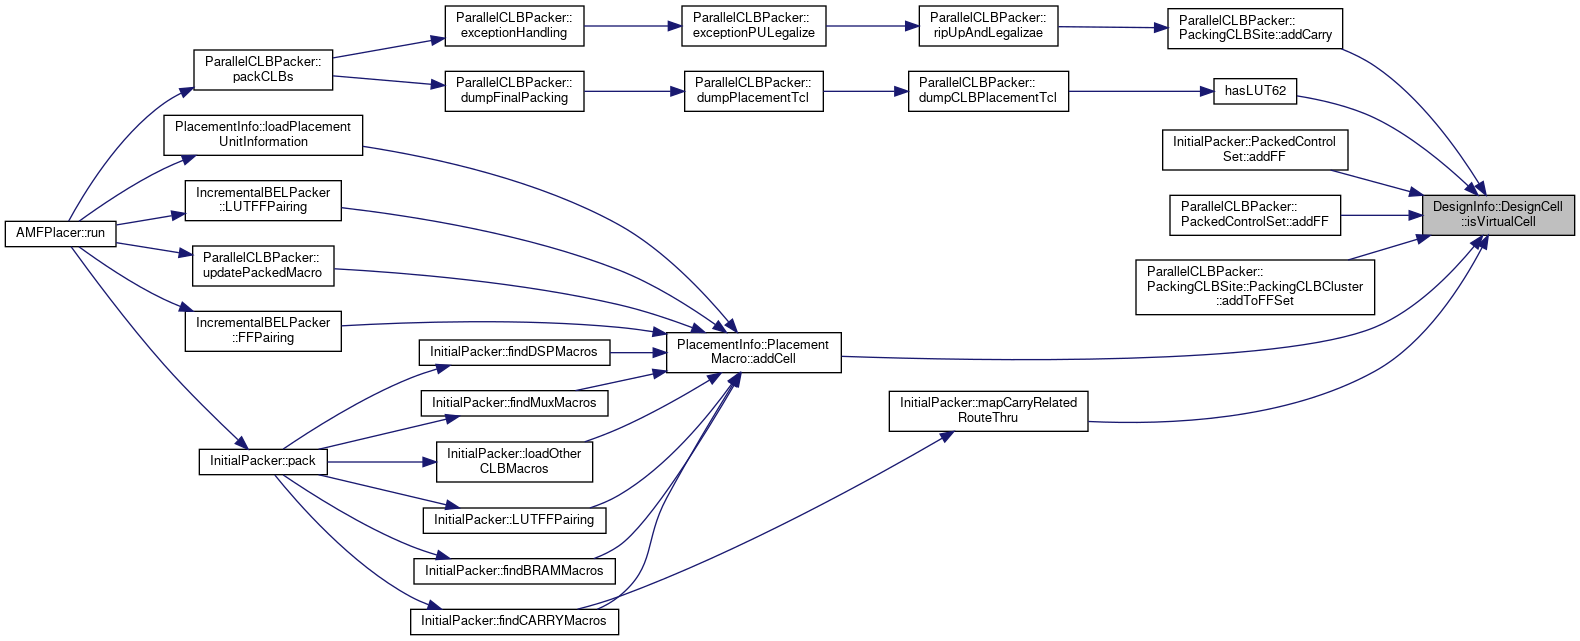 ParallelCLBPacker::
exceptionHandling
ParallelCLBPacker::
exceptionPULegalize
ParallelCLBPacker::
ripUpAndLegalizae
ParallelCLBPacker::
PackingCLBSite::addCarry
ParallelCLBPacker::
packCLBs
ParallelCLBPacker::
dumpFinalPacking
ParallelCLBPacker::
dumpPlacementTcl
ParallelCLBPacker::
dumpCLBPlacementTcl
hasLUT62
PlacementInfo::loadPlacement
UnitInformation
InitialPacker::PackedControl
Set::addFF
IncrementalBELPacker
::LUTFFPairing
ParallelCLBPacker::
PackedControlSet::addFF
DesignInfo::DesignCell
::isVirtualCell
AMFPlacer::run
ParallelCLBPacker::
updatePackedMacro
ParallelCLBPacker::
PackingCLBSite::PackingCLBCluster
::addToFFSet
IncrementalBELPacker
::FFPairing
PlacementInfo::Placement
Macro::addCell
InitialPacker::findDSPMacros
InitialPacker::findMuxMacros
InitialPacker::mapCarryRelated
RouteThru
InitialPacker::pack
InitialPacker::loadOther
CLBMacros
InitialPacker::LUTFFPairing
InitialPacker::findBRAMMacros
InitialPacker::findCARRYMacros